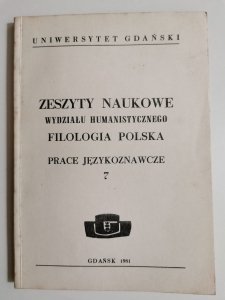 UNIWERSYTET GDAŃSKI
ZESZYTY NAUKOWE
WYDZIAŁU HUMANISTYCZNEGO
FILOLOGIA POLSKA
PRACE JĘZYKOZNAWCZE
7
GDAŃSK 1981